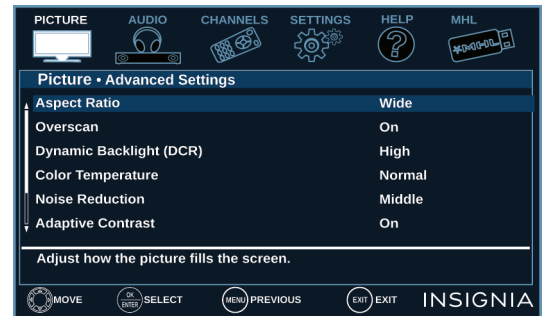 PICTURE AUDIO CHANNELS SETTINGS HELP MHL
?
MHL
Picture • Advanced Settings
Aspect Ratio Wide
Overscan On
Dynamic Backlight (DCR) High
Color Temperature Normal
Noise Reduction Middle
Adaptive Contrast On
Adjust how the picture fills the screen.
MOVE OK ENTER SELECT MENU PREVIOUS EXIT EXIT INSIGNIA